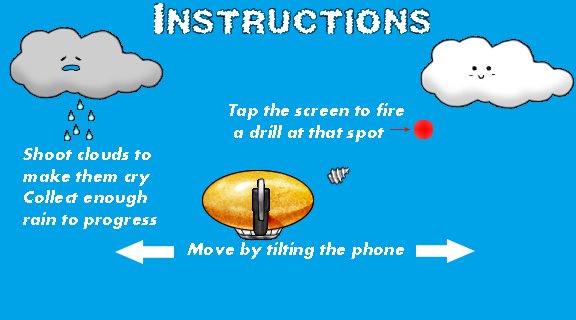 INSTRUCTIONS
Tap the screen to fire
a drill at that spot
Shoot clouds to
make them cry
Collect enough
rain to progress
Move by tilting the phone